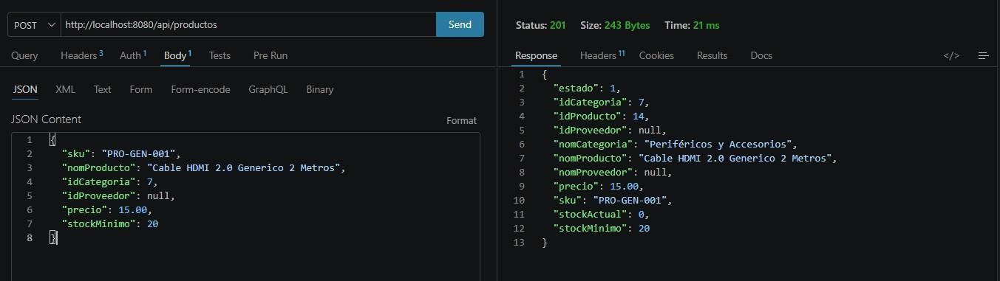 POST http://localhost:8080/api/productos Send
Query Headers 3 Auth 1 Body 1 Tests Pre Run
JSON XML Text Form Form-encode GraphQL Binary
JSON Content Format
1 {
2 "sku": "PRO-GEN-001",
3 "nomProducto": "Cable HDMI 2.0 Generico 2 Metros",
4 "idCategoria": 7,
5 "idProveedor": null,
6 "precio": 15.00,
7 "stockMinimo": 20
8 }
Status: 201 Size: 243 Bytes Time: 21 ms
Response Headers 11 Cookies Results Docs </>
1 {
2 "estado": 1,
3 "idCategoria": 7,
4 "idProducto": 14,
5 "idProveedor": null,
6 "nomCategoria": "Periféricos y Accesorios",
7 "nomProducto": "Cable HDMI 2.0 Generico 2 Metros",
8 "nomProveedor": null,
9 "precio": 15.00,
10 "sku": "PRO-GEN-001",
11 "stockActual": 0,
12 "stockMinimo": 20
13 }